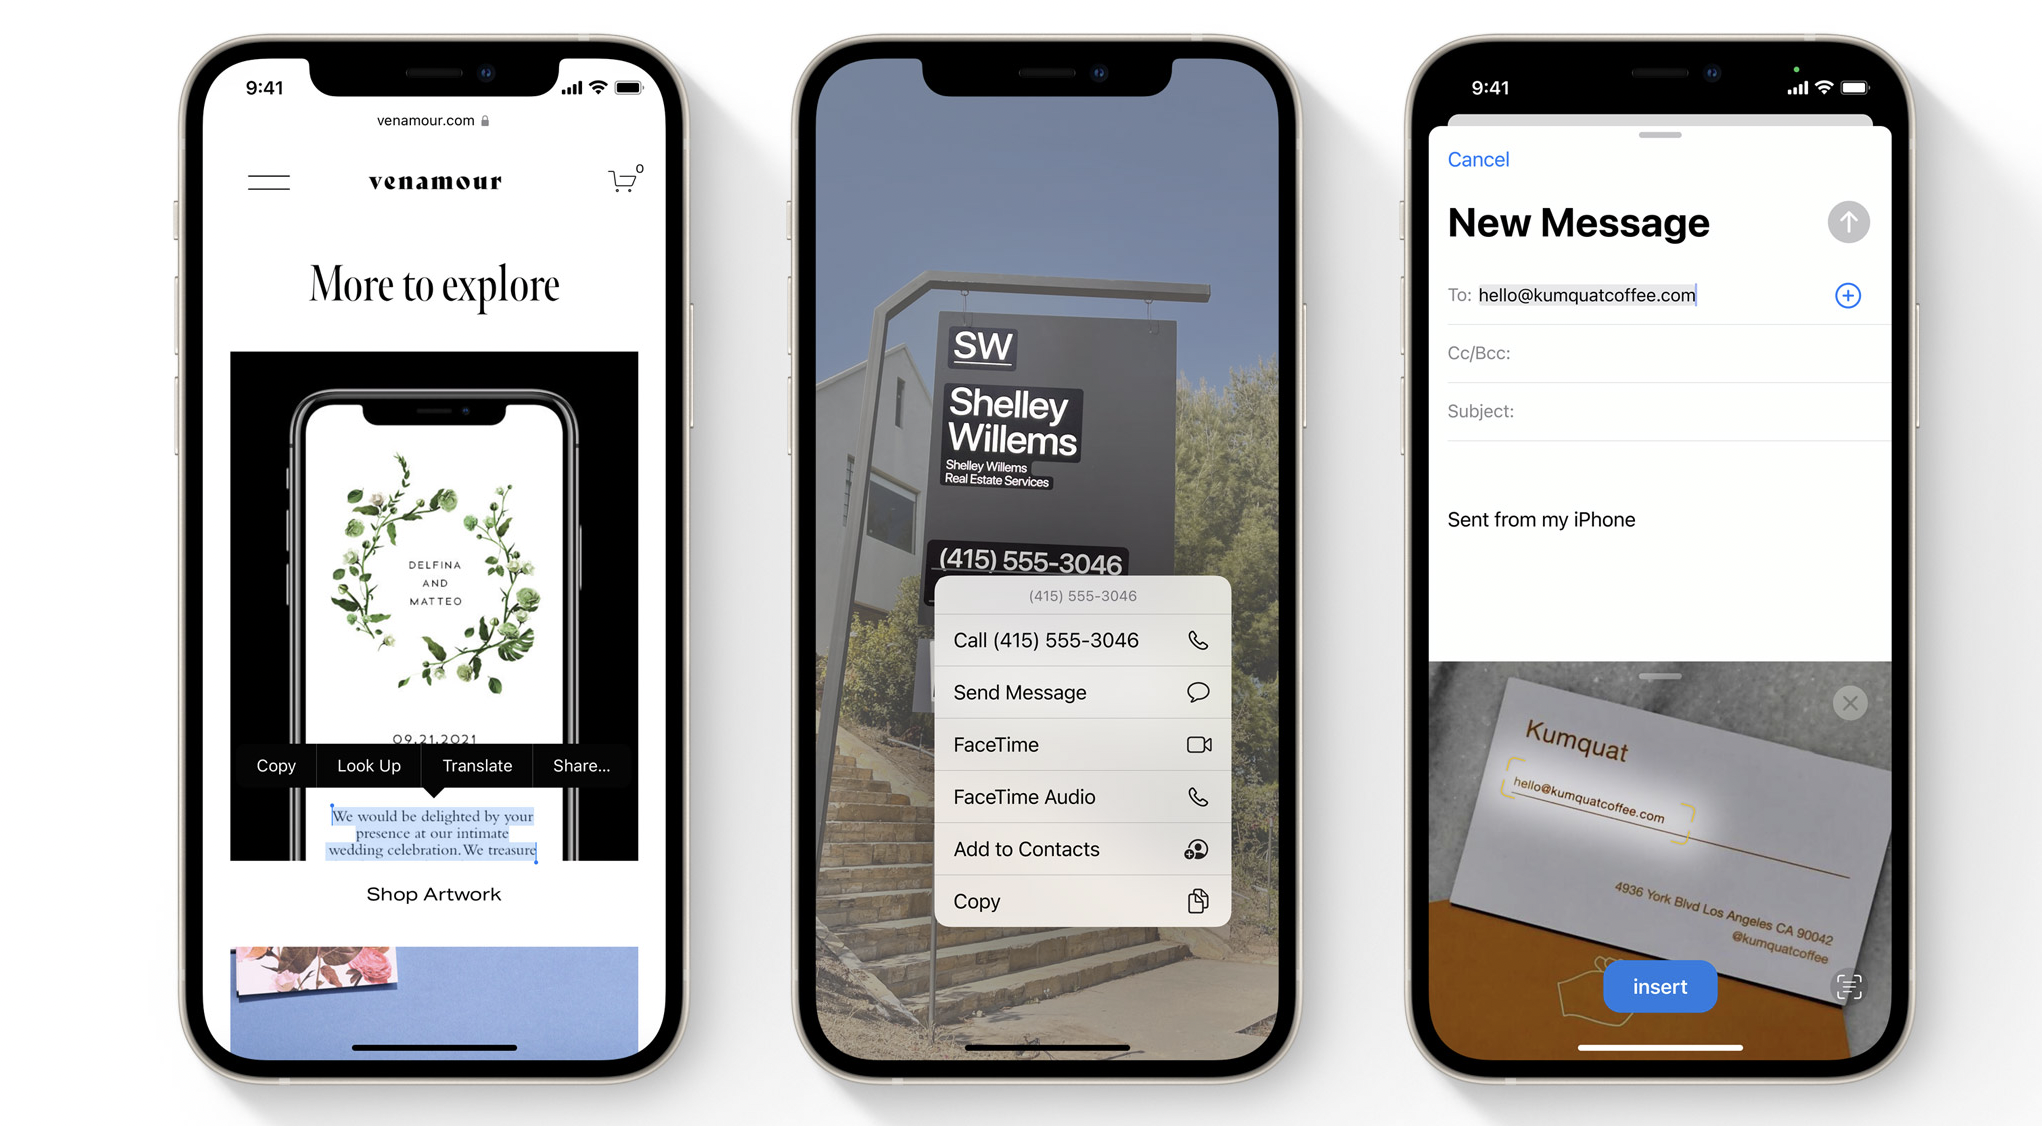 9:41
venamour.com
venamour
0
More to explore
DELFINA
AND
MATTEO
09.21.2021
Copy
Look Up
Translate
Share...
We would be delighted by your
presence at our intimate
wedding celebration. We treasure
Shop Artwork
SW
Shelley
Willems
Shelley Willems
Real Estate Services
(415) 555-3046
(415) 555-3046
Call (415) 555-3046
Send Message
FaceTime
FaceTime Audio
Add to Contacts
Copy
9:41
Cancel
New Message
To: hello@kumquatcoffee.com
Cc/Bcc:
Subject:
Sent from my iPhone
Kumquat
hello@kumquatcoffee.com
4936 York Blvd Los Angeles CA 90042
@kumquatcoffee
insert